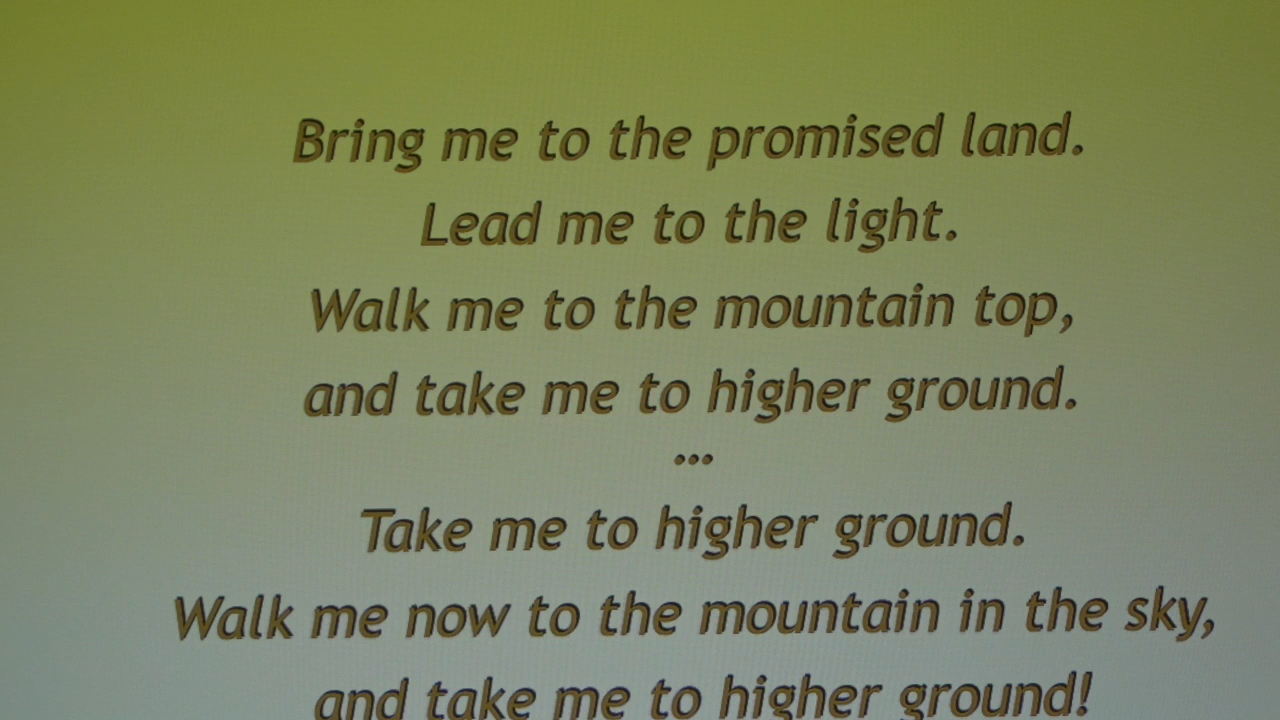 Bring me to the promised land.
Lead me to the light.
Walk me to the mountain top,
and take me to higher ground.
...
Take me to higher ground.
Walk me now to the mountain in the sky,
and take me to higher ground!